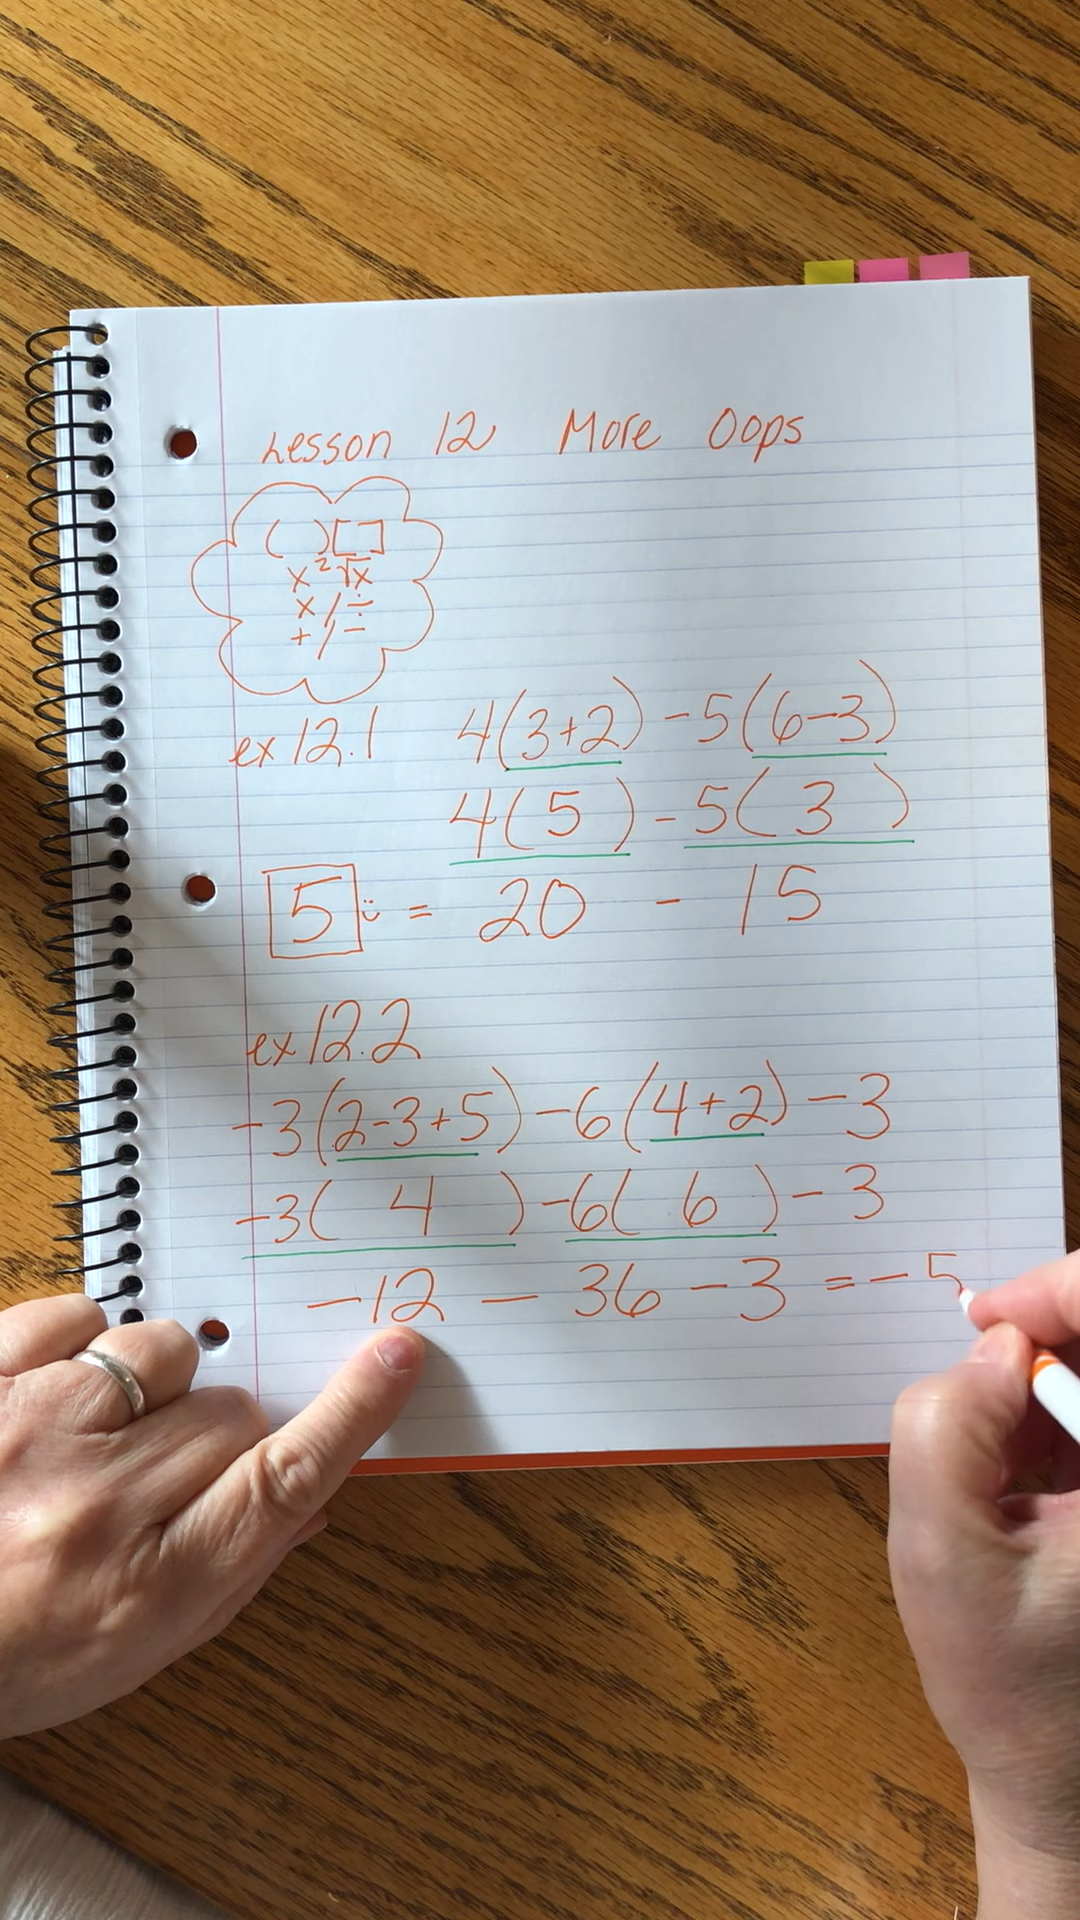 Lesson 12 More Oops
( ) [ ]
x² √x
x / ÷
+ / −
ex 12.1 4(3+2) -5(6-3)
4( 5 ) - 5( 3 )
5 = 20 - 15
ex 12.2
-3(2-3+5) -6(4+2) -3
-3( 4 ) -6( 6 ) -3
-12 - 36 - 3 = -5